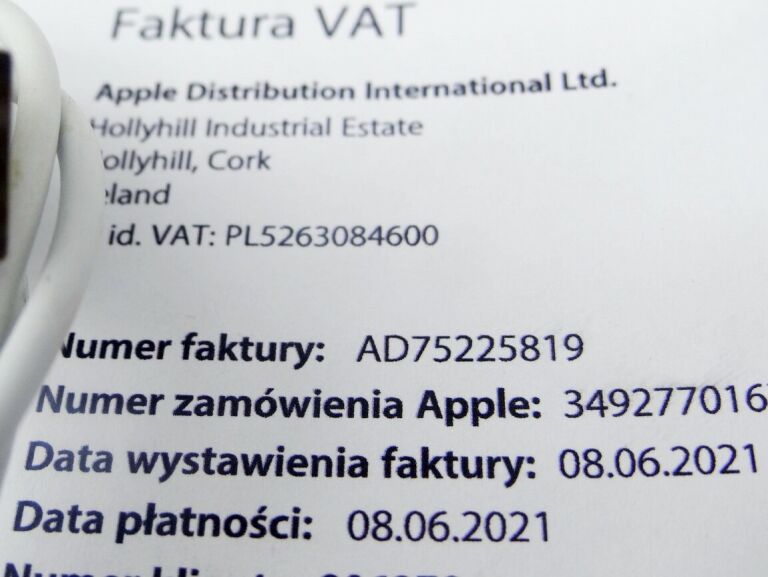 Faktura VAT
Apple Distribution International Ltd.
Hollyhill Industrial Estate
ollyhill, Cork
eland
id. VAT: PL5263084600
Numer faktury: AD75225819
Numer zamówienia Apple: 349277016
Data wystawienia faktury: 08.06.2021
Data płatności: 08.06.2021